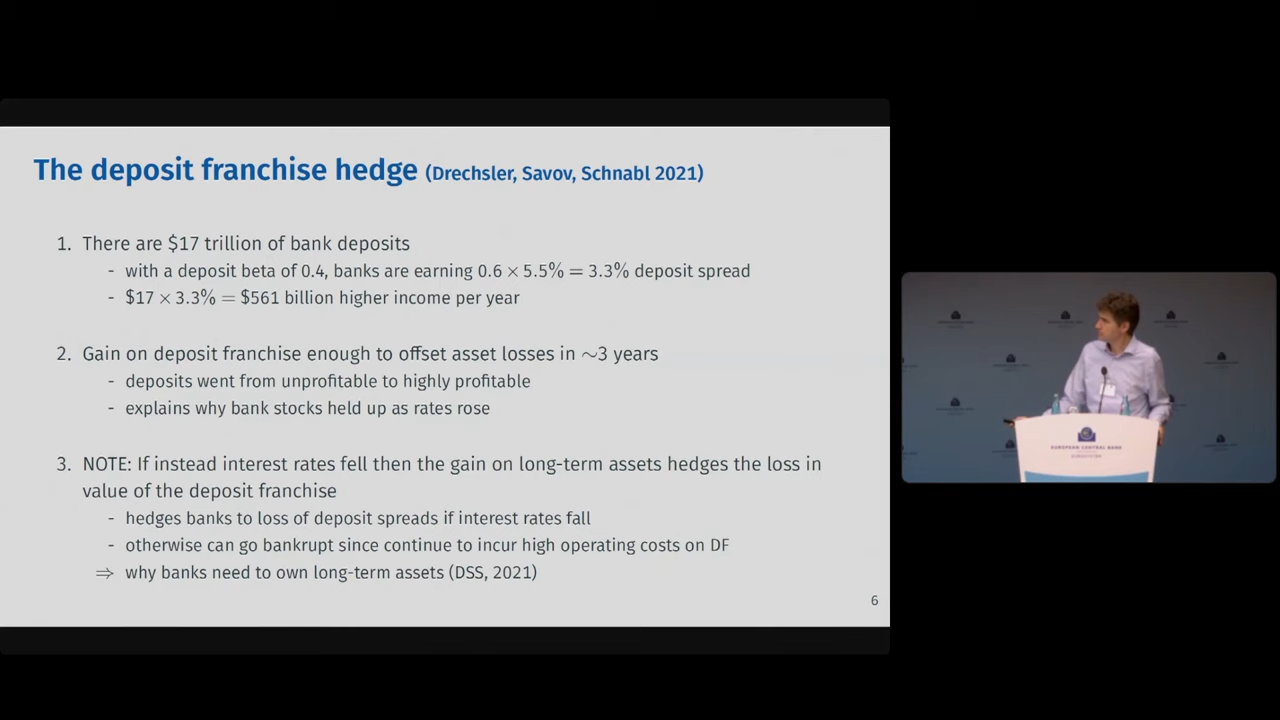 The deposit franchise hedge (Drechsler, Savov, Schnabl 2021)
1. There are $17 trillion of bank deposits
- with a deposit beta of 0.4, banks are earning 0.6 × 5.5% = 3.3% deposit spread
- $17 × 3.3% = $561 billion higher income per year
2. Gain on deposit franchise enough to offset asset losses in ∼3 years
- deposits went from unprofitable to highly profitable
- explains why bank stocks held up as rates rose
3. NOTE: If instead interest rates fell then the gain on long-term assets hedges the loss in
value of the deposit franchise
- hedges banks to loss of deposit spreads if interest rates fall
- otherwise can go bankrupt since continue to incur high operating costs on DF
⇒ why banks need to own long-term assets (DSS, 2021)
6
EUROPEAN CENTRAL BANK